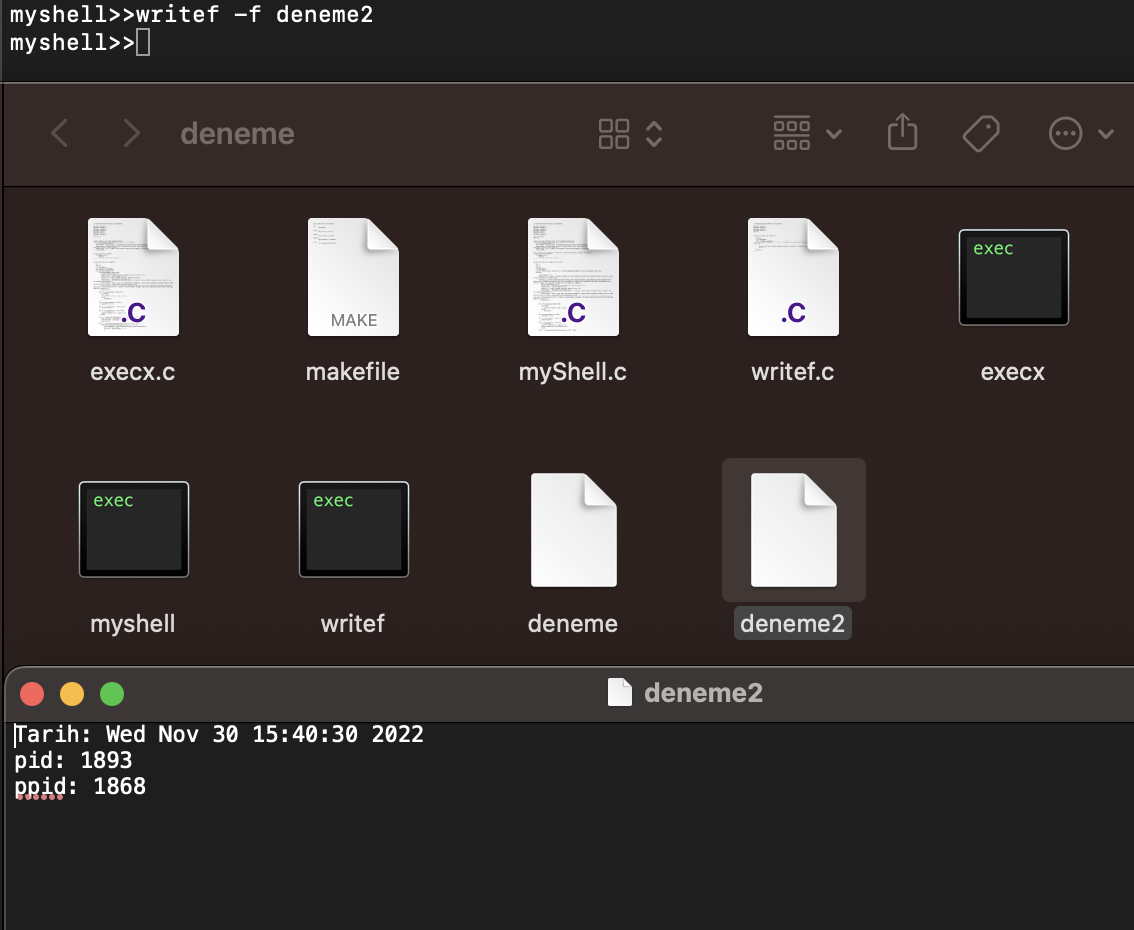 myshell>>writef -f deneme2
myshell>>
deneme
.C
MAKE
.C
.C
exec
execx.c
makefile
myShell.c
writef.c
execx
exec
exec
myshell
writef
deneme
deneme2
deneme2
Tarih: Wed Nov 30 15:40:30 2022
pid: 1893
ppid: 1868